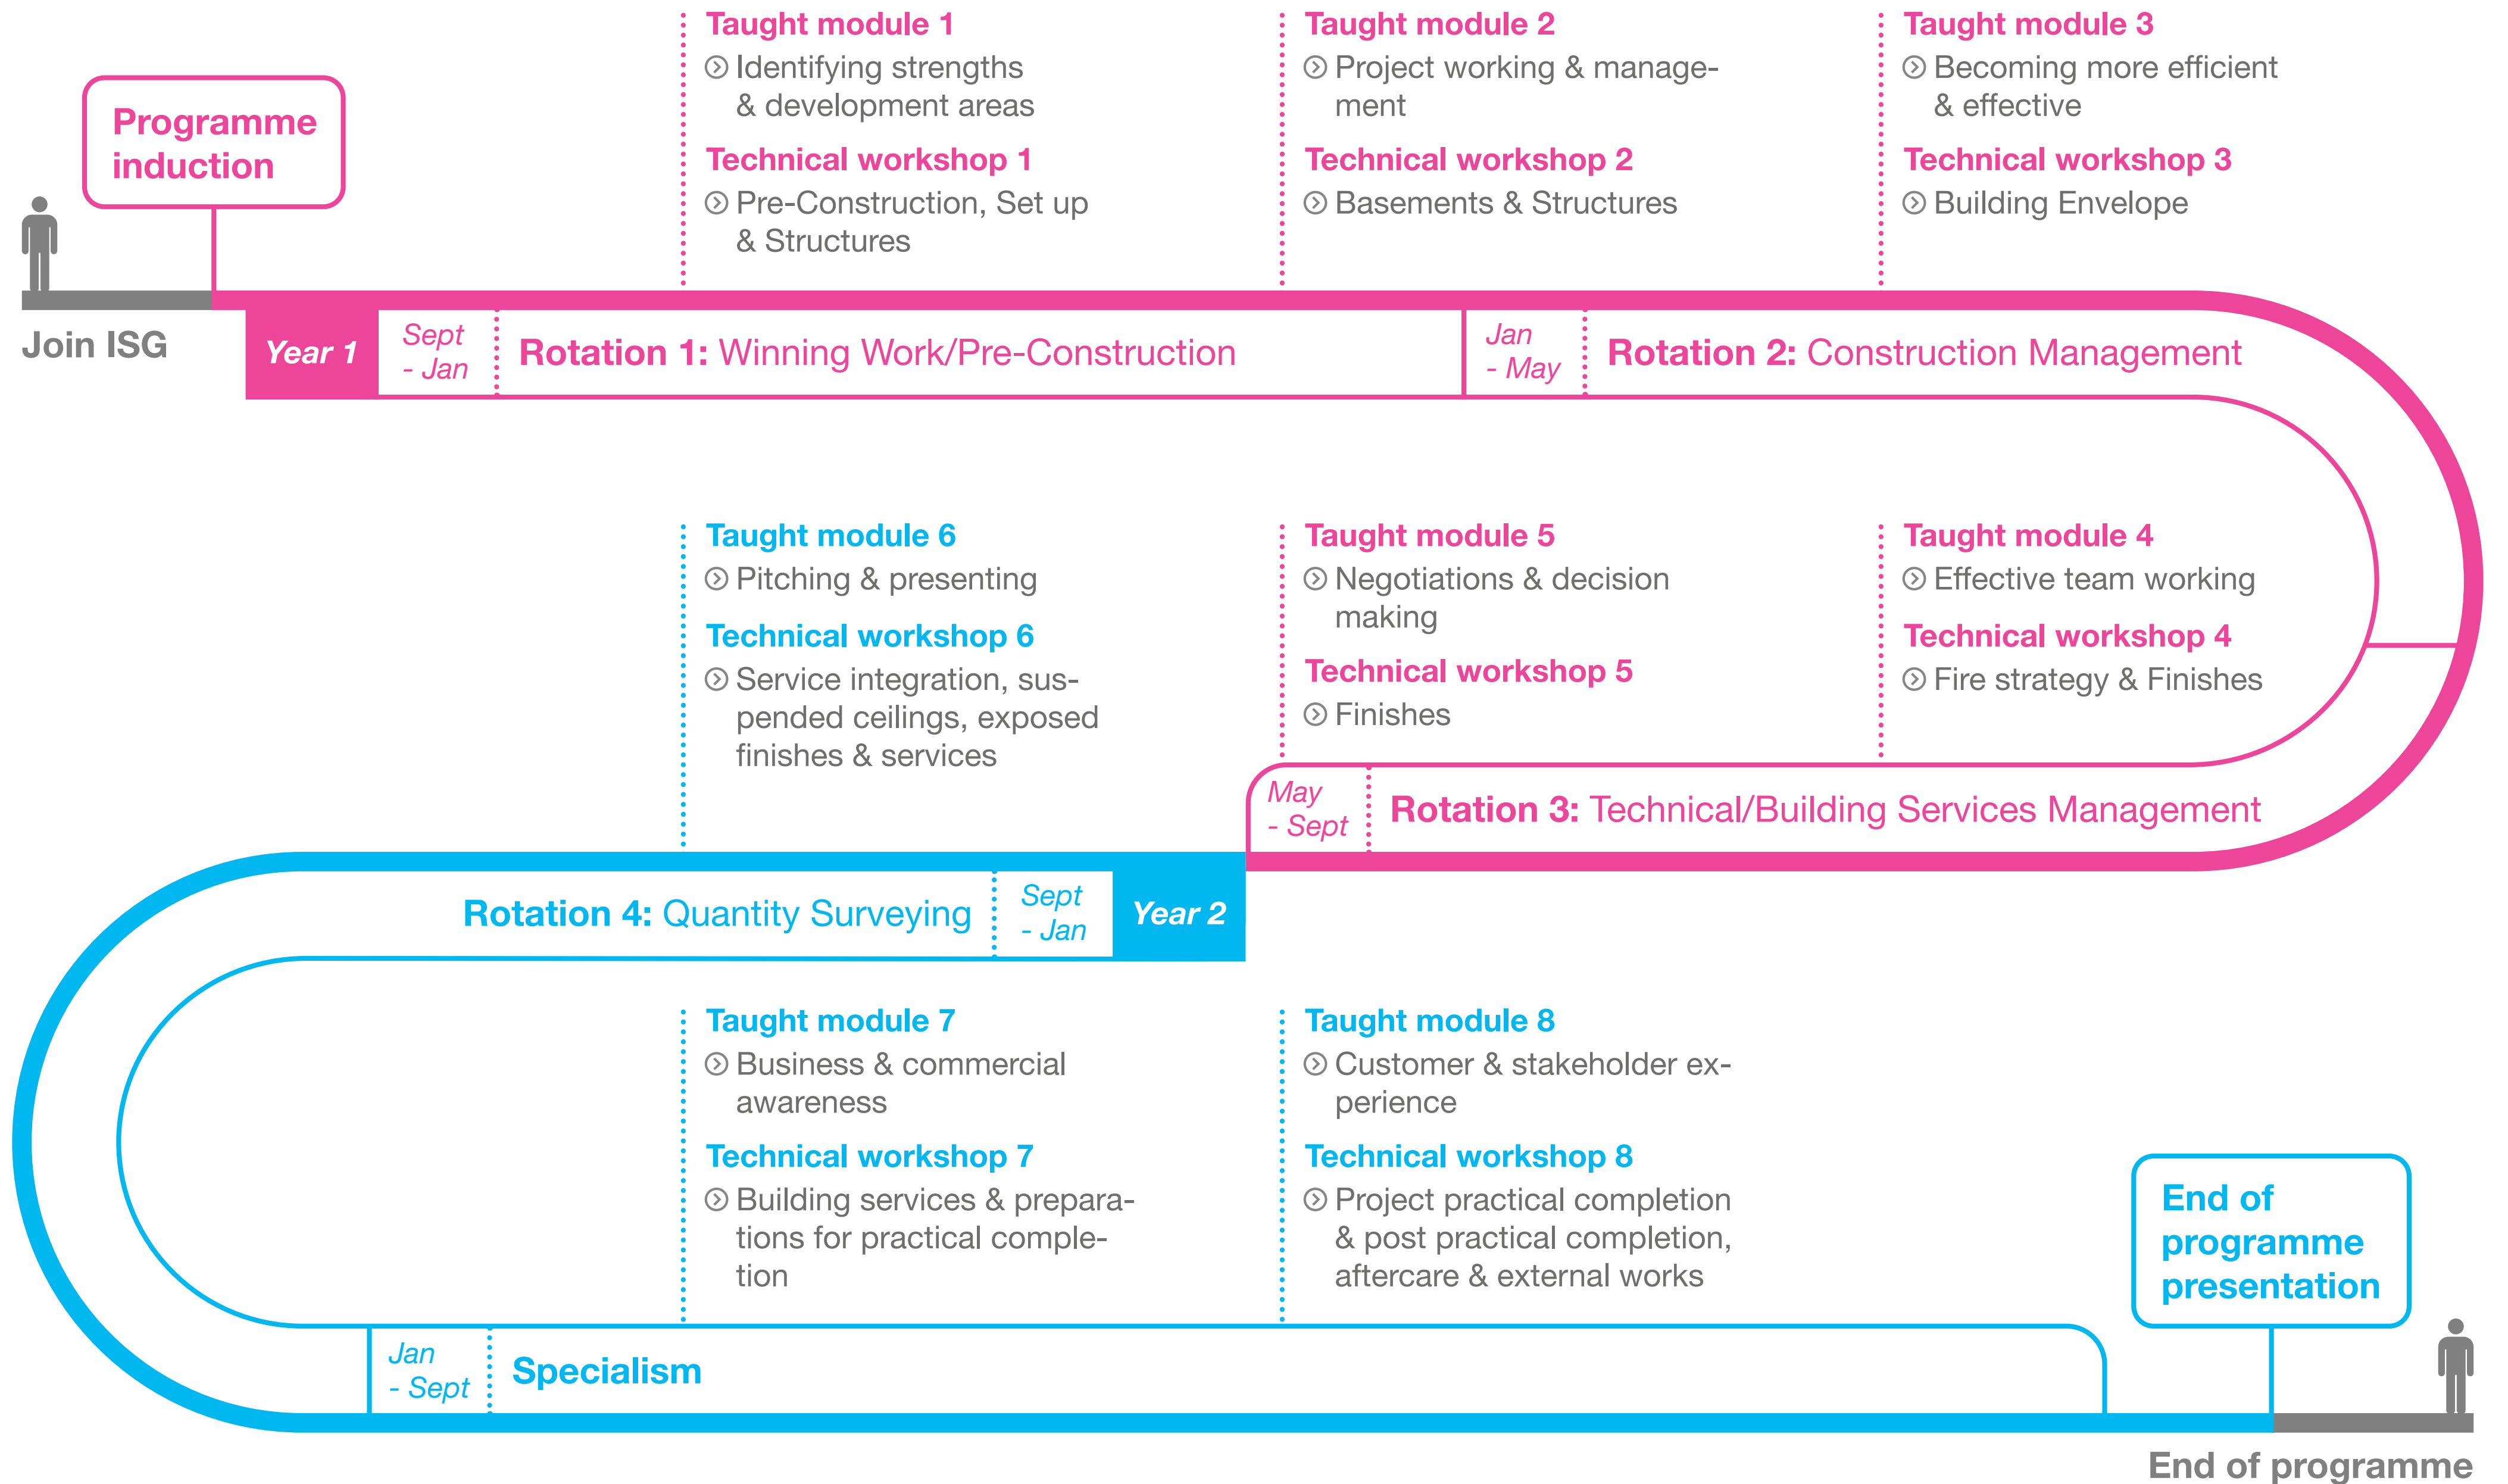 Programme
induction
Join ISG
Taught module 1
Identifying strengths
& development areas
Technical workshop 1
Pre-Construction, Set up
& Structures
Taught module 2
Project working & manage-
ment
Technical workshop 2
Basements & Structures
Taught module 3
Becoming more efficient
& effective
Technical workshop 3
Building Envelope
Year 1
Sept
- Jan
Rotation 1: Winning Work/Pre-Construction
Jan
- May
Rotation 2: Construction Management
Taught module 4
Effective team working
Technical workshop 4
Fire strategy & Finishes
Taught module 5
Negotiations & decision
making
Technical workshop 5
Finishes
May
- Sept
Rotation 3: Technical/Building Services Management
Taught module 6
Pitching & presenting
Technical workshop 6
Service integration, sus-
pended ceilings, exposed
finishes & services
Year 2
Sept
- Jan
Rotation 4: Quantity Surveying
Taught module 7
Business & commercial
awareness
Technical workshop 7
Building services & prepara-
tions for practical comple-
tion
Taught module 8
Customer & stakeholder ex-
perience
Technical workshop 8
Project practical completion
& post practical completion,
aftercare & external works
Jan
- Sept
Specialism
End of
programme
presentation
End of programme